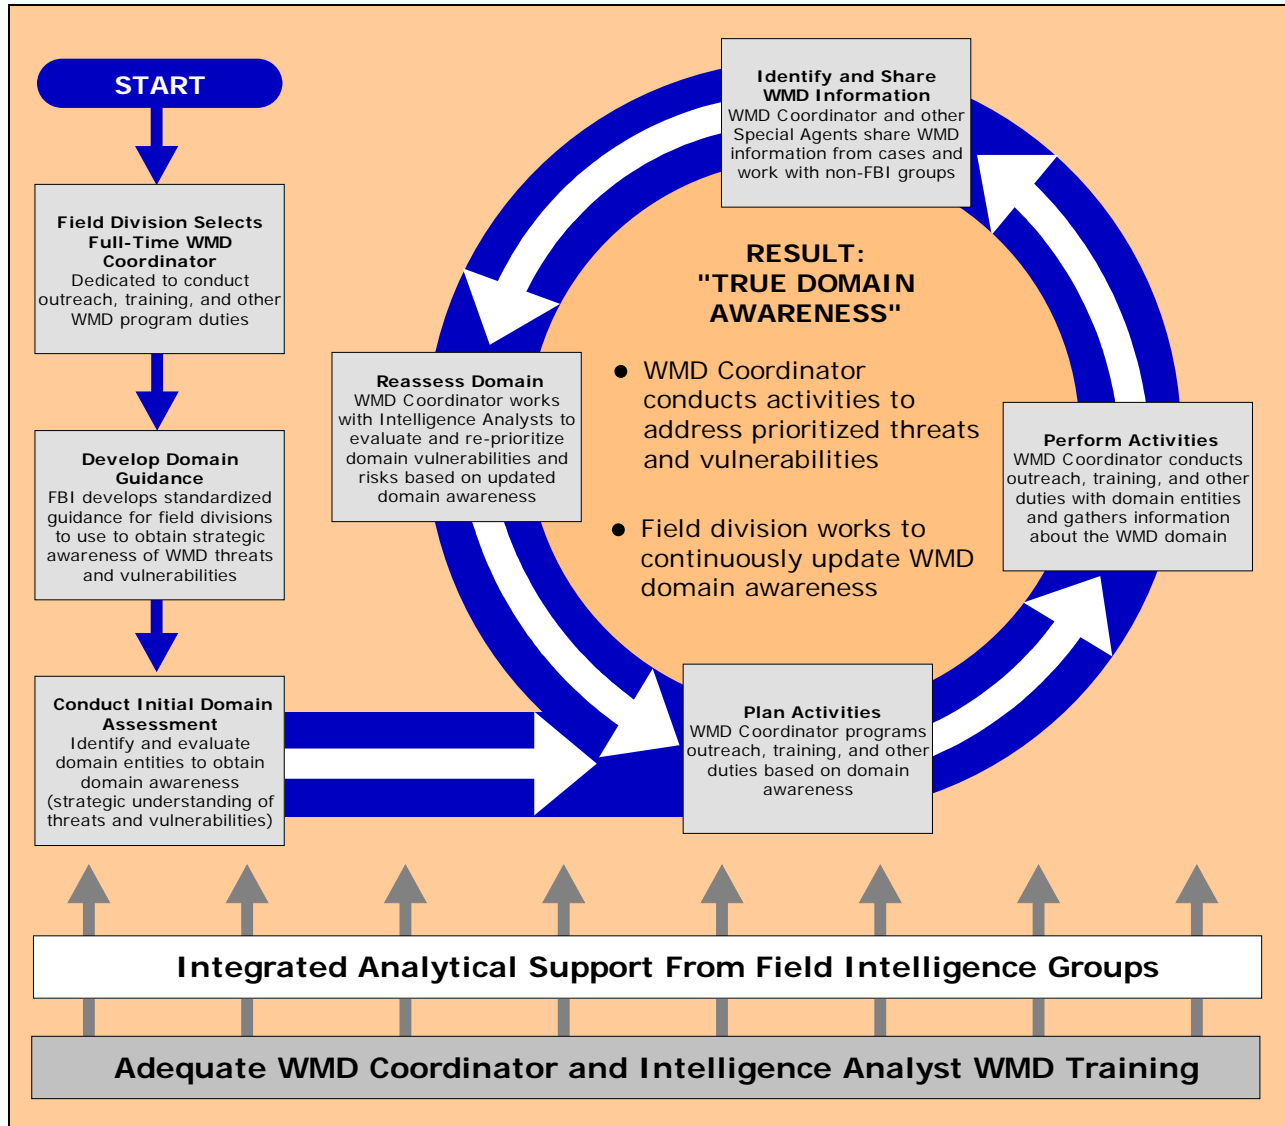 START
Field Division Selects
Full-Time WMD
Coordinator
Dedicated to conduct
outreach, training, and other
WMD program duties
Develop Domain
Guidance
FBI develops standardized
guidance for field divisions
to use to obtain strategic
awareness of WMD threats
and vulnerabilities
Conduct Initial Domain
Assessment
Identify and evaluate
domain entities to obtain
domain awareness
(strategic understanding of
threats and vulnerabilities)
Plan Activities
WMD Coordinator programs
outreach, training, and other
duties based on domain
awareness
Perform Activities
WMD Coordinator conducts
outreach, training, and other
duties with domain entities
and gathers information
about the WMD domain
Identify and Share
WMD Information
WMD Coordinator and other
Special Agents share WMD
information from cases and
work with non-FBI groups
Reassess Domain
WMD Coordinator works
with Intelligence Analysts to
evaluate and re-prioritize
domain vulnerabilities and
risks based on updated
domain awareness
RESULT:
"TRUE DOMAIN
AWARENESS"
● WMD Coordinator
conducts activities to
address prioritized threats
and vulnerabilities
● Field division works to
continuously update WMD
domain awareness
Integrated Analytical Support From Field Intelligence Groups
Adequate WMD Coordinator and Intelligence Analyst WMD Training